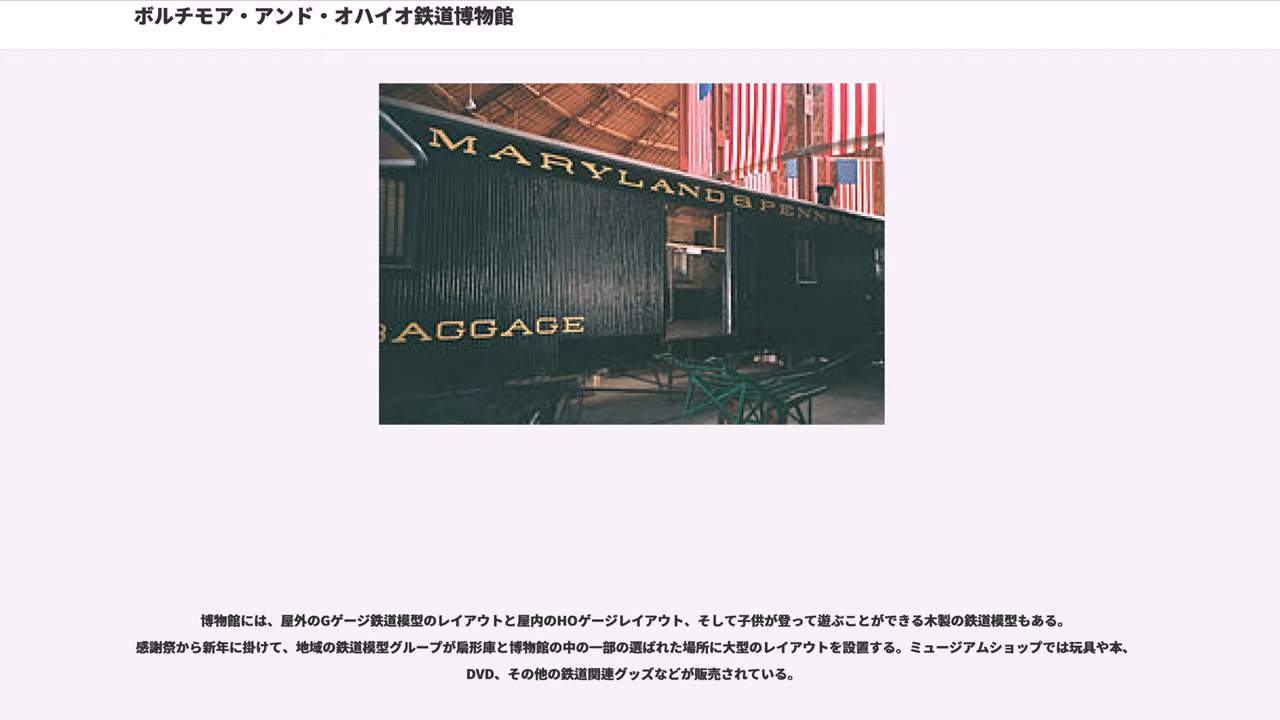 ボルチモア・アンド・オハイオ鉄道博物館
MARYLAND & 
BAGGAGE
博物館には、屋外のGゲージ鉄道模型のレイアウトと屋内のHOゲージレイアウト、そして子供が登って遊ぶことができる木製の鉄道模型もある。
感謝祭から新年に掛けて、地域の鉄道模型グループが扇形庫と博物館の中の一部の選ばれた場所に大型のレイアウトを設置する。ミュージアムショップでは玩具や本、
DVD、その他の鉄道関連グッズなどが販売されている。